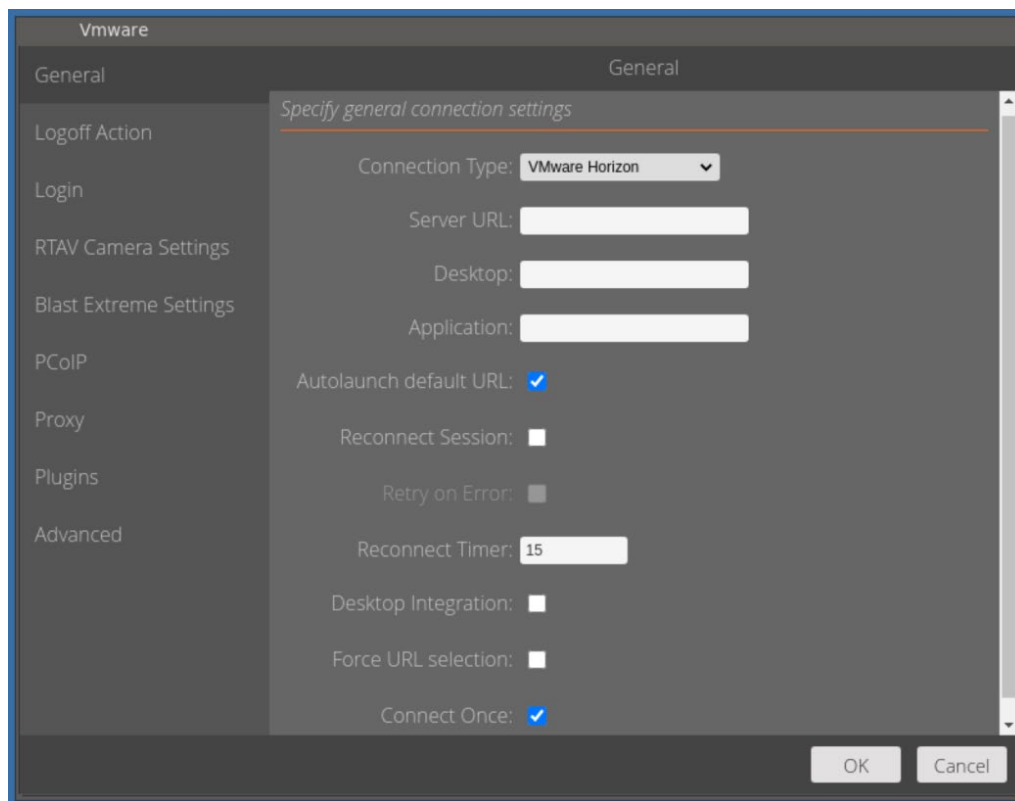 Vmware
General
Logoff Action
Login
RTAV Camera Settings
Blast Extreme Settings
PCoIP
Proxy
Plugins
Advanced
General
Specify general connection settings
Connection Type: VMware Horizon
Server URL:
Desktop:
Application:
Autolaunch default URL:
Reconnect Session:
Retry on Error:
Reconnect Timer: 15
Desktop Integration:
Force URL selection:
Connect Once:
OK Cancel